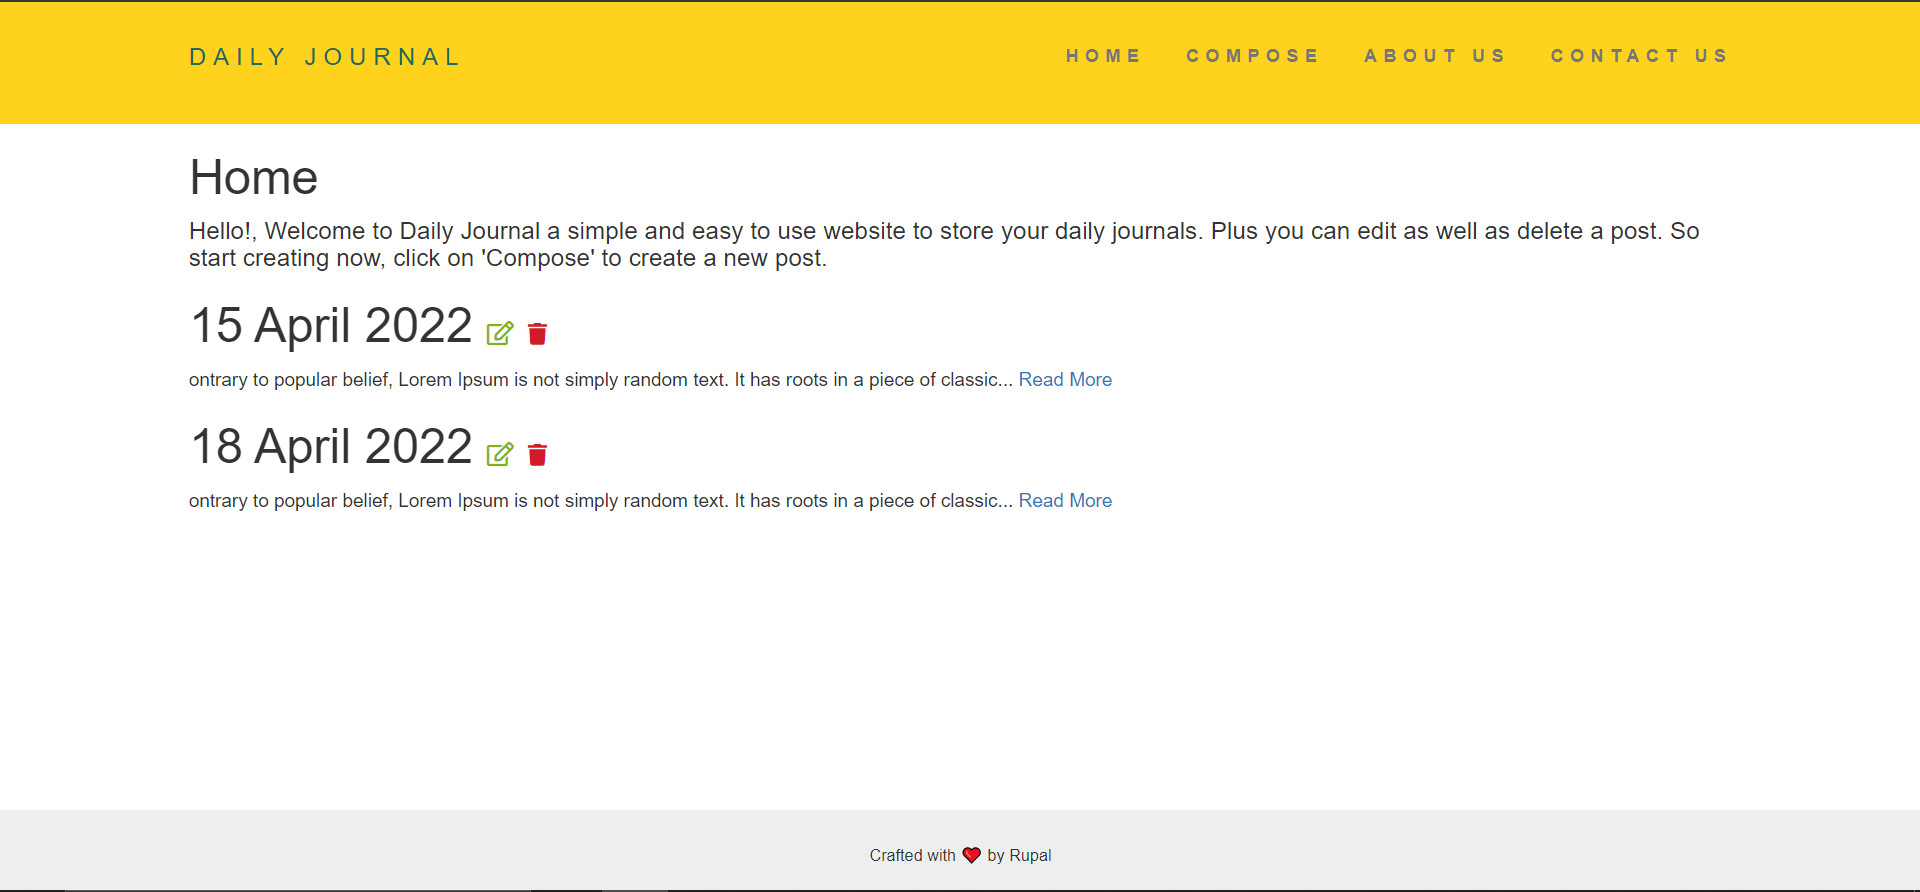 DAILY JOURNAL
HOME COMPOSE ABOUT US CONTACT US
Home
Hello!, Welcome to Daily Journal a simple and easy to use website to store your daily journals. Plus you can edit as well as delete a post. So
start creating now, click on 'Compose' to create a new post.
15 April 2022
ontrary to popular belief, Lorem Ipsum is not simply random text. It has roots in a piece of classic... Read More
18 April 2022
ontrary to popular belief, Lorem Ipsum is not simply random text. It has roots in a piece of classic... Read More
Crafted with ❤ by Rupal